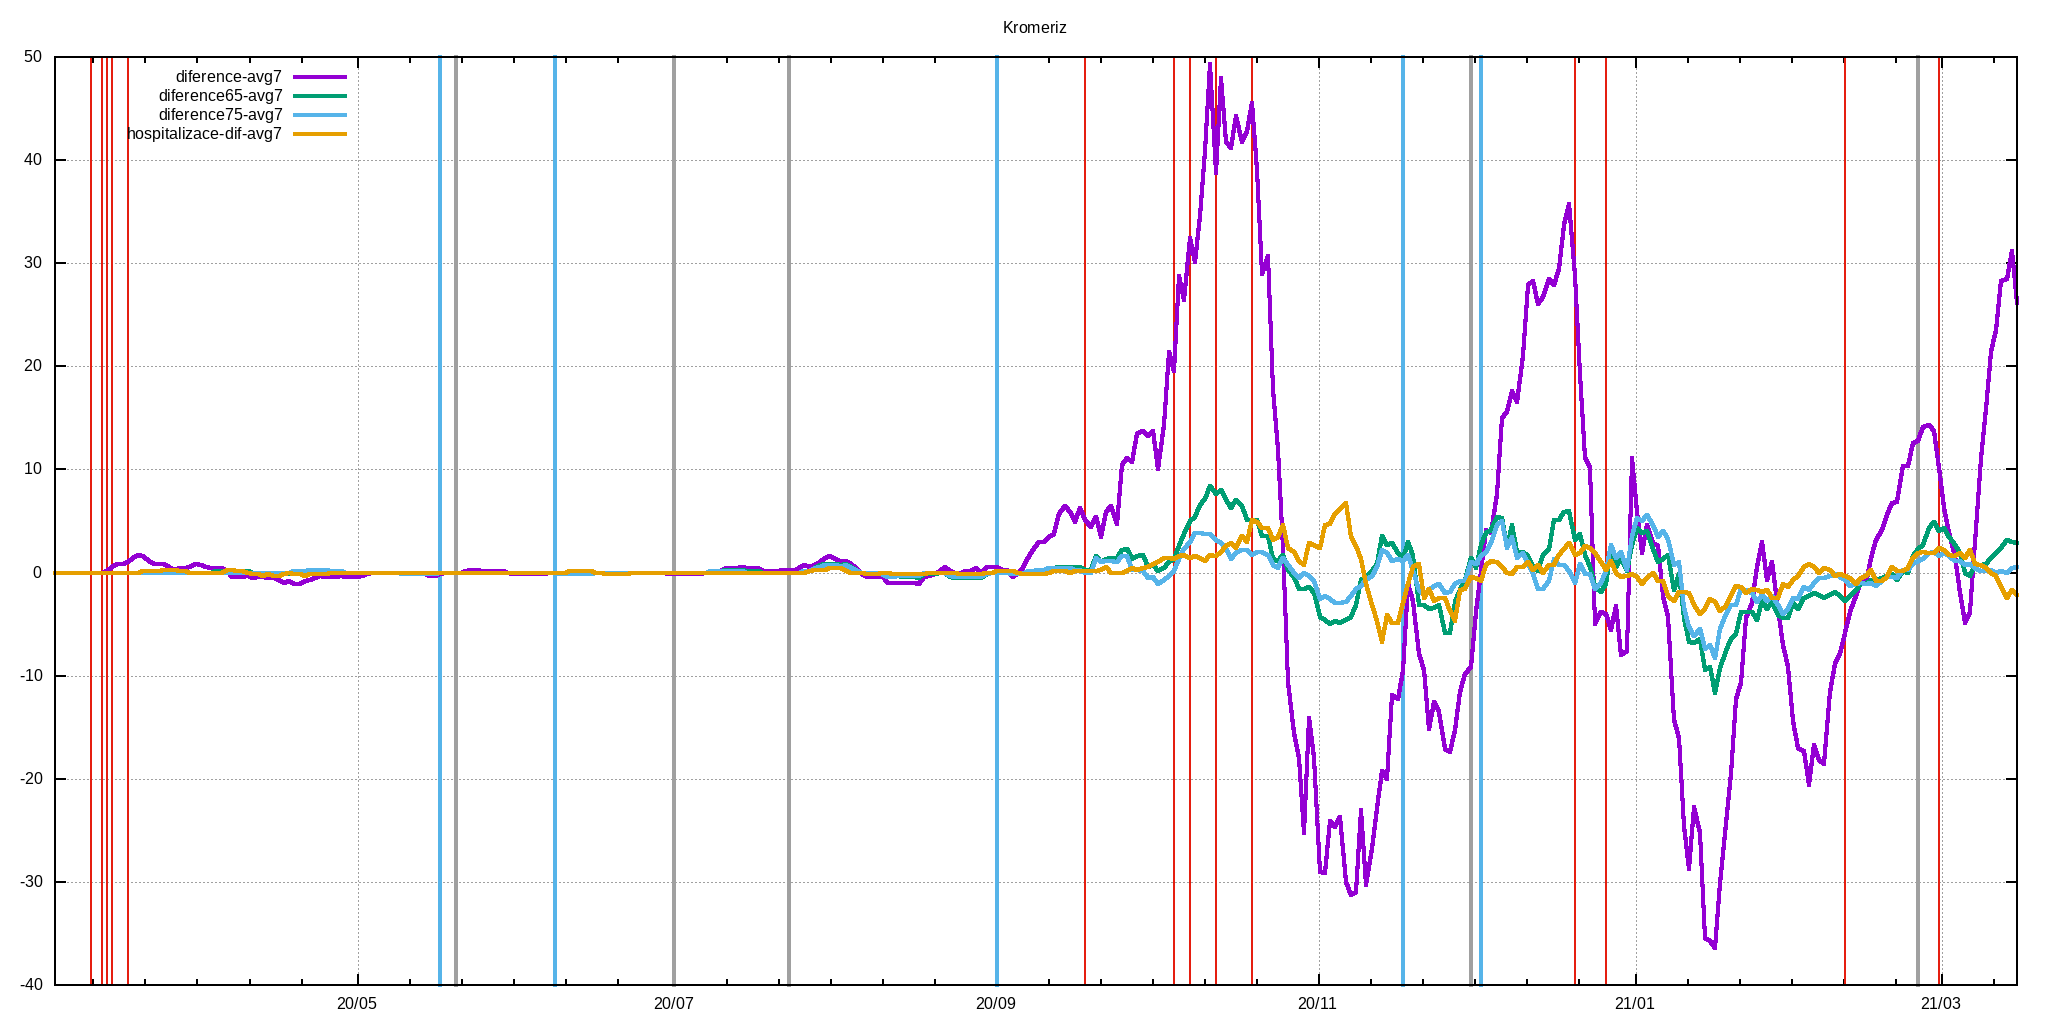 Kromeriz
diference-avg7
diference65-avg7
diference75-avg7
hospitalizace-dif-avg7
50
40
30
20
10
0
-10
-20
-30
-40
20/05 20/07 20/09 20/11 21/01 21/03